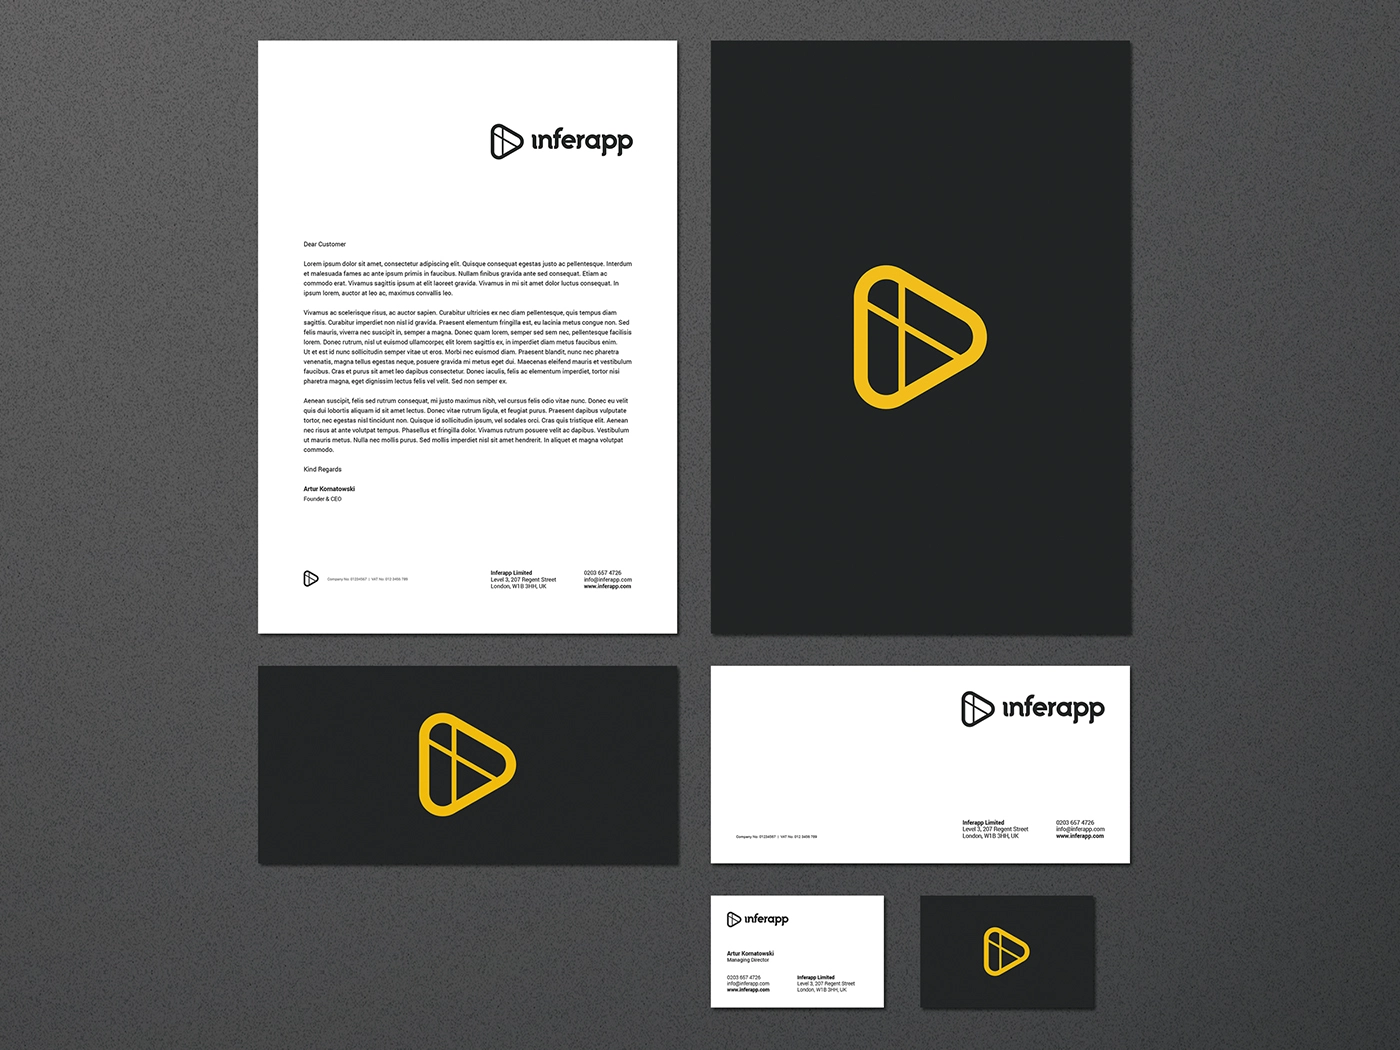 inferapp
Dear Customer
Lorem ipsum dolor sit amet, consectetur adipiscing elit. Quisque consequat egestas justo ac pellentesque. Interdum
et malesuada fames ac ante ipsum primis in faucibus. Nullam finibus gravida ante sed consequat. Etiam ac
commodo erat. Vivamus sagittis ipsum at elit laoreet gravida. Vivamus in mi sit amet dolor luctus consequat. In
ipsum lorem, auctor at leo ac, maximus convallis leo.
Vivamus ac scelerisque risus, ac auctor sapien. Curabitur ultricies ex nec diam pellentesque, quis tempus diam
sagittis. Curabitur imperdiet non nisl id gravida. Praesent elementum fringilla est, eu lacinia metus congue non. Sed
felis mauris, viverra nec suscipit in, semper a magna. Donec quam lorem, semper sed sem nec, pellentesque facilisis
lorem. Donec rutrum, nisl ut euismod ullamcorper, elit lorem sagittis ex, in imperdiet diam metus faucibus enim.
Ut et est id nunc sollicitudin semper vitae ut eros. Morbi nec euismod diam. Praesent blandit, nunc nec pharetra
venenatis, magna tellus egestas neque, posuere gravida mi metus eget dui. Maecenas eleifend mauris et vestibulum
faucibus. Cras et purus sit amet leo dapibus consectetur. Donec iaculis, felis ac elementum imperdiet, tortor nisi
pharetra magna, eget dignissim lectus felis vel velit. Sed non semper ex.
Aenean suscipit, felis sed rutrum consequat, mi justo maximus nibh, vel cursus felis odio vitae nunc. Donec eu velit
quis dui lobortis aliquam id sit amet lectus. Donec vitae rutrum ligula, et feugiat purus. Praesent dapibus vulputate
tortor, nec egestas nisl tincidunt non. Quisque id sollicitudin ipsum, vel sodales orci. Cras quis tristique elit. Aenean
nec risus at ante volutpat tempus. Phasellus et fringilla dolor. Vivamus rutrum posuere velit ac dapibus. Vestibulum
ut mauris metus. Nulla nec mollis purus. Sed mollis imperdiet nisl sit amet hendrerit. In aliquet et magna volutpat
commodo.
Kind Regards
Artur Kornatowski
Founder & CEO
Company No: 01234567 | VAT No: 012 3456 789
Inferapp Limited
Level 3, 207 Regent Street
London, W1B 3HH, UK
0203 657 4726
info@inferapp.com
www.inferapp.com
inferapp
Company No: 01234567 | VAT No: 012 3456 789
Inferapp Limited
Level 3, 207 Regent Street
London, W1B 3HH, UK
0203 657 4726
info@inferapp.com
www.inferapp.com
inferapp
Artur Kornatowski
Managing Director
0203 657 4726
info@inferapp.com
www.inferapp.com
Inferapp Limited
Level 3, 207 Regent Street
London, W1B 3HH, UK